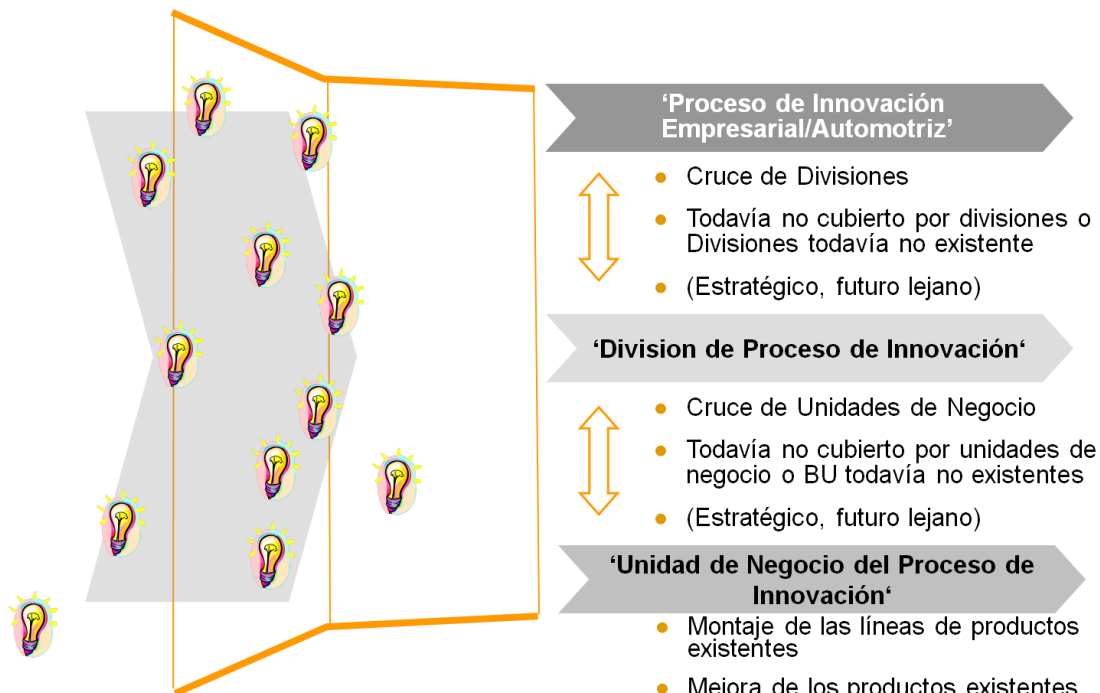 ‘Proceso de Innovación
Empresarial/Automotriz’
Cruce de Divisiones
Todavía no cubierto por divisiones o
Divisiones todavía no existente
(Estratégico, futuro lejano)
‘Division de Proceso de Innovación‘
Cruce de Unidades de Negocio
Todavía no cubierto por unidades de
negocio o BU todavía no existentes
(Estratégico, futuro lejano)
‘Unidad de Negocio del Proceso de
Innovación‘
Montaje de las líneas de productos
existentes
Mejora de los productos existentes